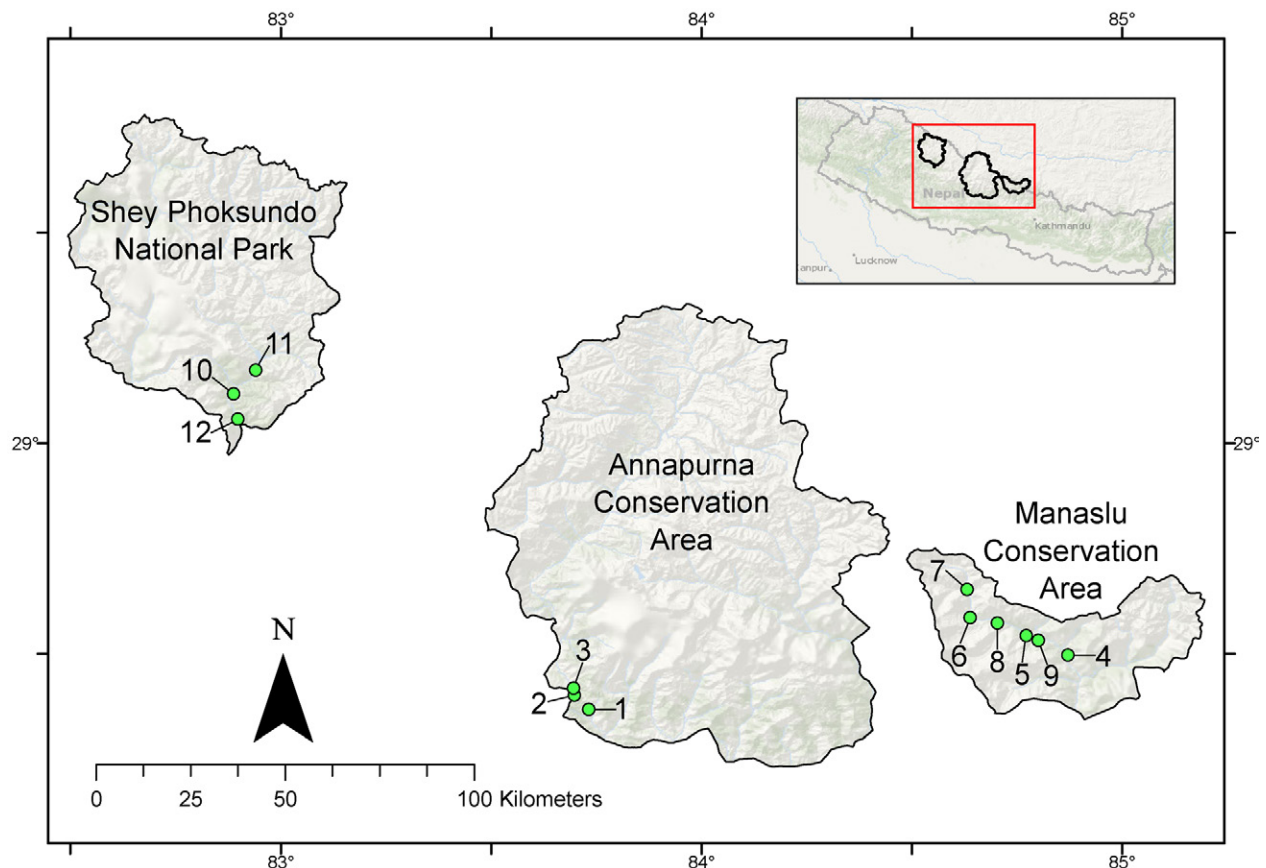 83°
84°
85°
Shey Phoksundo
National Park
11
10
12
29°
Nepal
Kathmandu
Lucknow
anpur
29°
Annapurna
Conservation
Area
3
2
1
Manaslu
Conservation
Area
7
6
8
5
9
4
N
0
25
50
100 Kilometers
83°
84°
85°